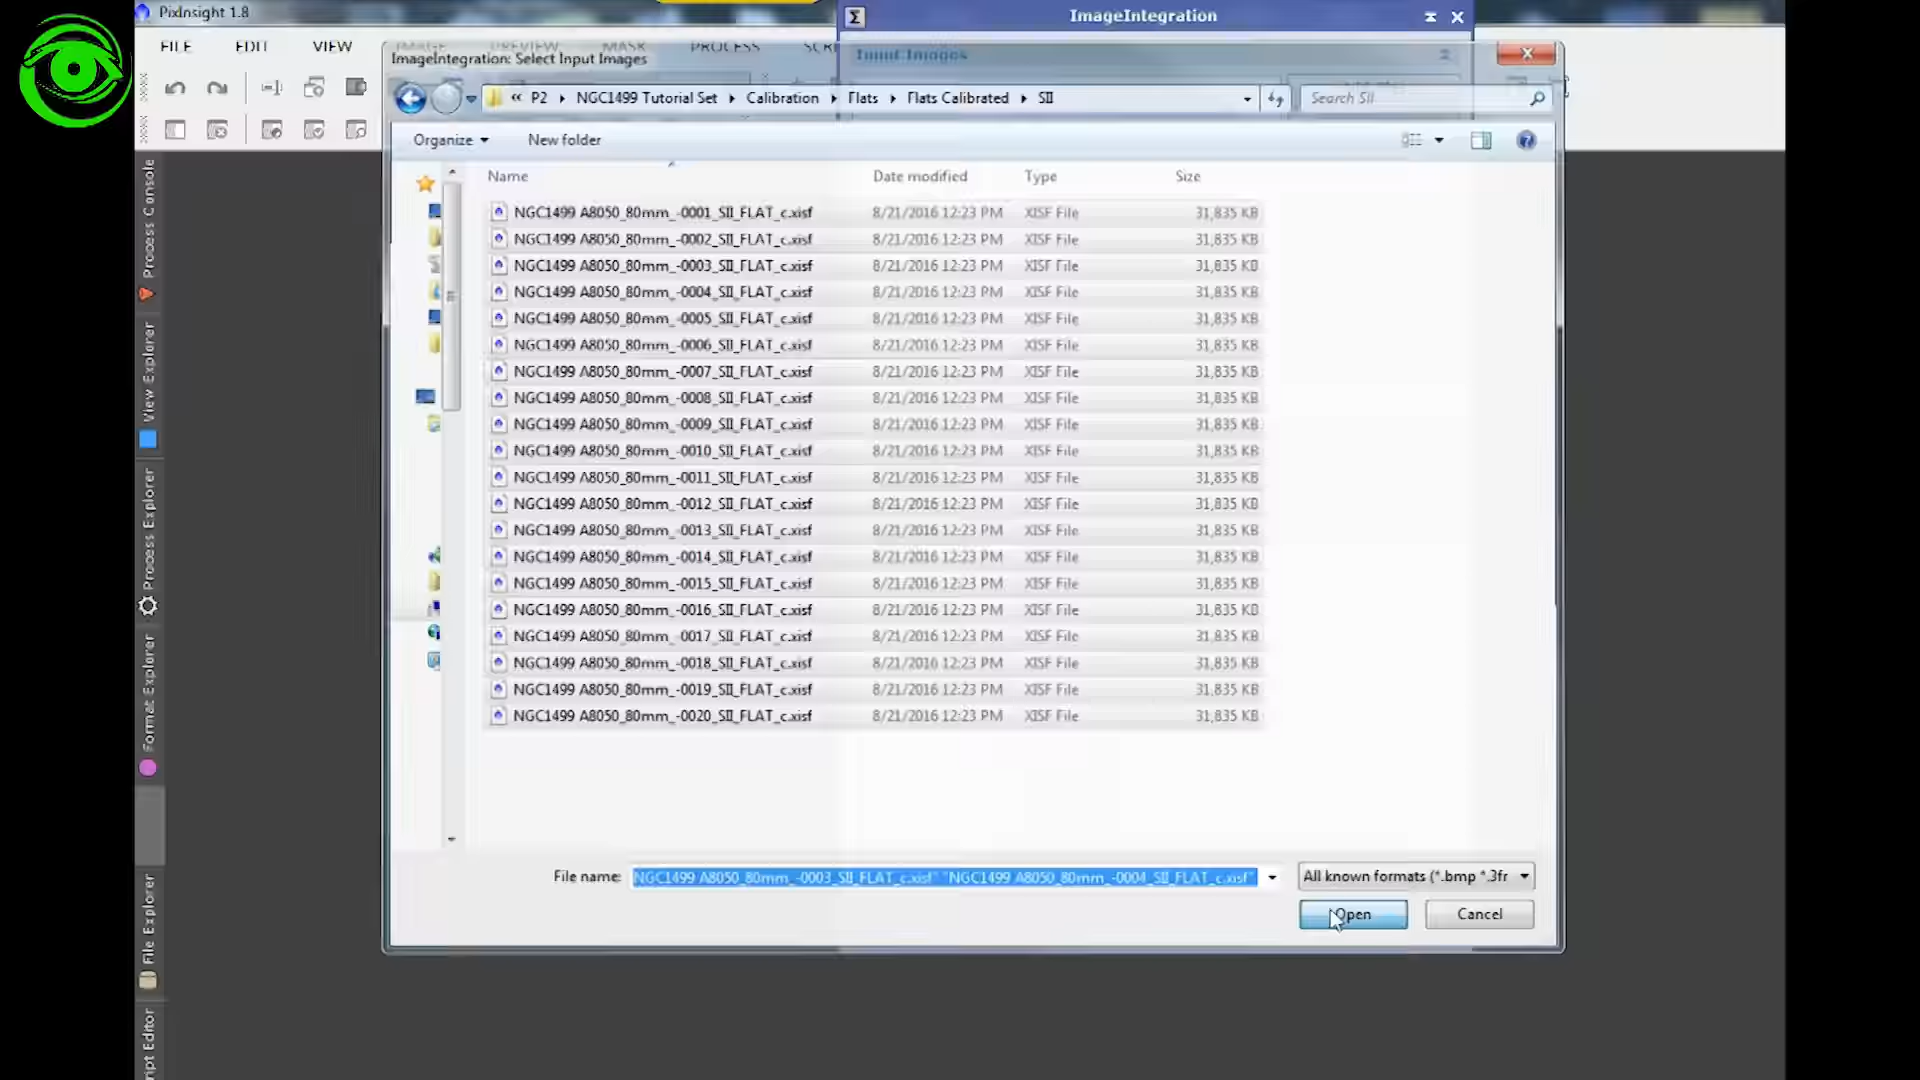 PixInsight 1.8
ImageIntegration
FILE EDIT VIEW IMAGE PREVIEW MASK PROCESS SCRI
ImageIntegration: Select Input Images
Input Images
« P2 NGC1499 Tutorial Set Calibration Flats Flats Calibrated SII
Search SII
Organize New folder
Name Date modified Type Size
NGC1499 A8050_80mm_-0001_SII_FLAT_c.xisf 8/21/2016 12:23 PM XISF File 31,835 KB
NGC1499 A8050_80mm_-0002_SII_FLAT_c.xisf 8/21/2016 12:23 PM XISF File 31,835 KB
NGC1499 A8050_80mm_-0003_SII_FLAT_c.xisf 8/21/2016 12:23 PM XISF File 31,835 KB
NGC1499 A8050_80mm_-0004_SII_FLAT_c.xisf 8/21/2016 12:23 PM XISF File 31,835 KB
NGC1499 A8050_80mm_-0005_SII_FLAT_c.xisf 8/21/2016 12:23 PM XISF File 31,835 KB
NGC1499 A8050_80mm_-0006_SII_FLAT_c.xisf 8/21/2016 12:23 PM XISF File 31,835 KB
NGC1499 A8050_80mm_-0007_SII_FLAT_c.xisf 8/21/2016 12:23 PM XISF File 31,835 KB
NGC1499 A8050_80mm_-0008_SII_FLAT_c.xisf 8/21/2016 12:23 PM XISF File 31,835 KB
NGC1499 A8050_80mm_-0009_SII_FLAT_c.xisf 8/21/2016 12:23 PM XISF File 31,835 KB
NGC1499 A8050_80mm_-0010_SII_FLAT_c.xisf 8/21/2016 12:23 PM XISF File 31,835 KB
NGC1499 A8050_80mm_-0011_SII_FLAT_c.xisf 8/21/2016 12:23 PM XISF File 31,835 KB
NGC1499 A8050_80mm_-0012_SII_FLAT_c.xisf 8/21/2016 12:23 PM XISF File 31,835 KB
NGC1499 A8050_80mm_-0013_SII_FLAT_c.xisf 8/21/2016 12:23 PM XISF File 31,835 KB
NGC1499 A8050_80mm_-0014_SII_FLAT_c.xisf 8/21/2016 12:23 PM XISF File 31,835 KB
NGC1499 A8050_80mm_-0015_SII_FLAT_c.xisf 8/21/2016 12:23 PM XISF File 31,835 KB
NGC1499 A8050_80mm_-0016_SII_FLAT_c.xisf 8/21/2016 12:23 PM XISF File 31,835 KB
NGC1499 A8050_80mm_-0017_SII_FLAT_c.xisf 8/21/2016 12:23 PM XISF File 31,835 KB
NGC1499 A8050_80mm_-0018_SII_FLAT_c.xisf 8/21/2016 12:23 PM XISF File 31,835 KB
NGC1499 A8050_80mm_-0019_SII_FLAT_c.xisf 8/21/2016 12:23 PM XISF File 31,835 KB
NGC1499 A8050_80mm_-0020_SII_FLAT_c.xisf 8/21/2016 12:23 PM XISF File 31,835 KB
File name: NGC1499 A8050_80mm_-0003_SII_FLAT_c.xisf" "NGC1499 A8050_80mm_-0004_SII_FLAT_c.xisf" All known formats (*.bmp *.3fr
Open Cancel
Process Console
View Explorer
Process Explorer
Format Explorer
File Explorer
ipt Editor